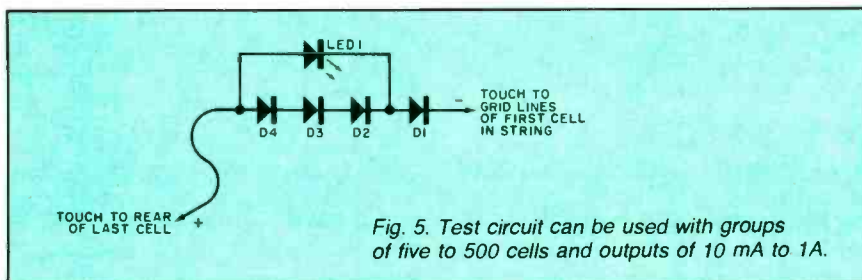 LED1
D4 D3 D2 D1
-
TOUCH TO
GRID LINES
OF FIRST CELL
IN STRING
TOUCH TO REAR
OF LAST CELL
+
Fig. 5. Test circuit can be used with groups
of five to 500 cells and outputs of 10 mA to 1A.